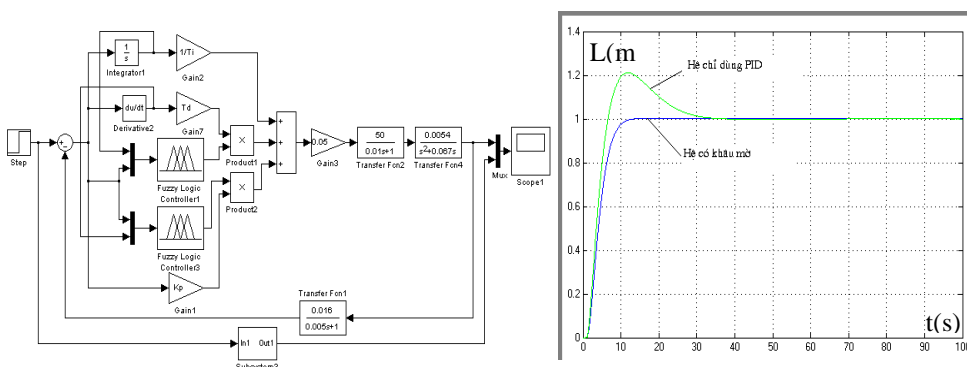 1
s
Integrator1
1/Ti
Gain2
du/dt
Derivative2
Td
Gain7
Step
Product1
Fuzzy Logic
Controller1
Product2
Fuzzy Logic
Controller3
Kp
Gain1
0.05
Gain3
50
0.01s+1
Transfer Fcn2
0.0054
s²+0.067s
Transfer Fcn4
Mux
Scope1
Transfer Fcn1
0.016
0.005s+1
In1 Out1
Subsystem2
L(m
Hệ chỉ dùng PID
Hệ có khâu mờ
t(s)
1.4
1.2
1
0.8
0.6
0.4
0.2
0
0 10 20 30 40 50 60 70 80 90 100